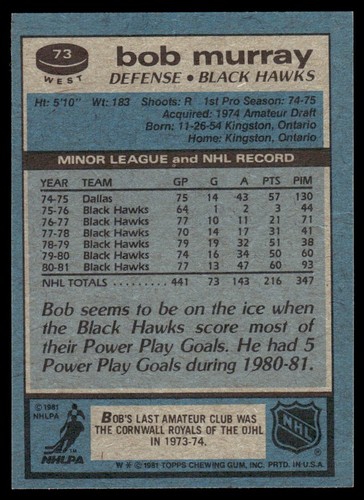 73
WEST
bob murray
DEFENSE • BLACK HAWKS
Ht: 5'10" Wt: 183 Shoots: R 1st Pro Season: 74-75
Acquired: 1974 Amateur Draft
Born: 11-26-54 Kingston, Ontario
Home: Kingston, Ontario
MINOR LEAGUE and NHL RECORD
YEAR TEAM GP G A PTS PIM
74-75 Dallas 75 14 43 57 130
75-76 Black Hawks 64 1 2 3 44
76-77 Black Hawks 77 10 11 21 71
77-78 Black Hawks 70 14 17 31 41
78-79 Black Hawks 79 19 32 51 38
79-80 Black Hawks 74 16 34 50 60
80-81 Black Hawks 77 13 47 60 93
NHL TOTALS 441 73 143 216 347
Bob seems to be on the ice when
the Black Hawks score most of
their Power Play Goals. He had 5
Power Play Goals during 1980-81.
© 1981
NHLPA
NHLPA
BOB'S LAST AMATEUR CLUB WAS
THE CORNWALL ROYALS OF THE OJHL
IN 1973-74.
NHL
W * © 1981 TOPPS CHEWING GUM, INC. PRTD. IN U.S.A.